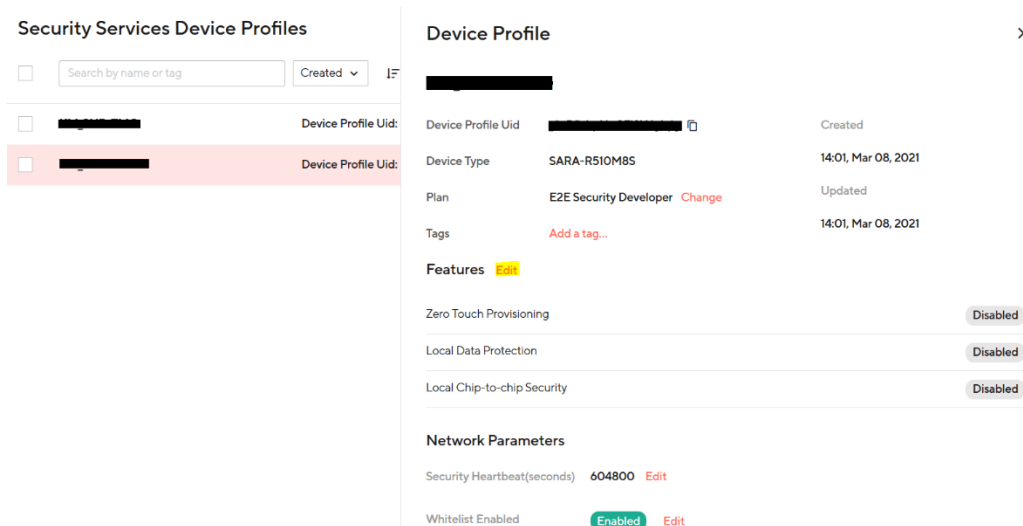 Security Services Device Profiles
Search by name or tag
Created
Device Profile Uid:
Device Profile Uid:
Device Profile
Device Profile Uid
Created
Device Type SARA-R510M8S
14:01, Mar 08, 2021
Plan E2E Security Developer Change
Updated
Tags Add a tag...
14:01, Mar 08, 2021
Features Edit
Zero Touch Provisioning Disabled
Local Data Protection Disabled
Local Chip-to-chip Security Disabled
Network Parameters
Security Heartbeat(seconds) 604800 Edit
Whitelist Enabled Enabled Edit